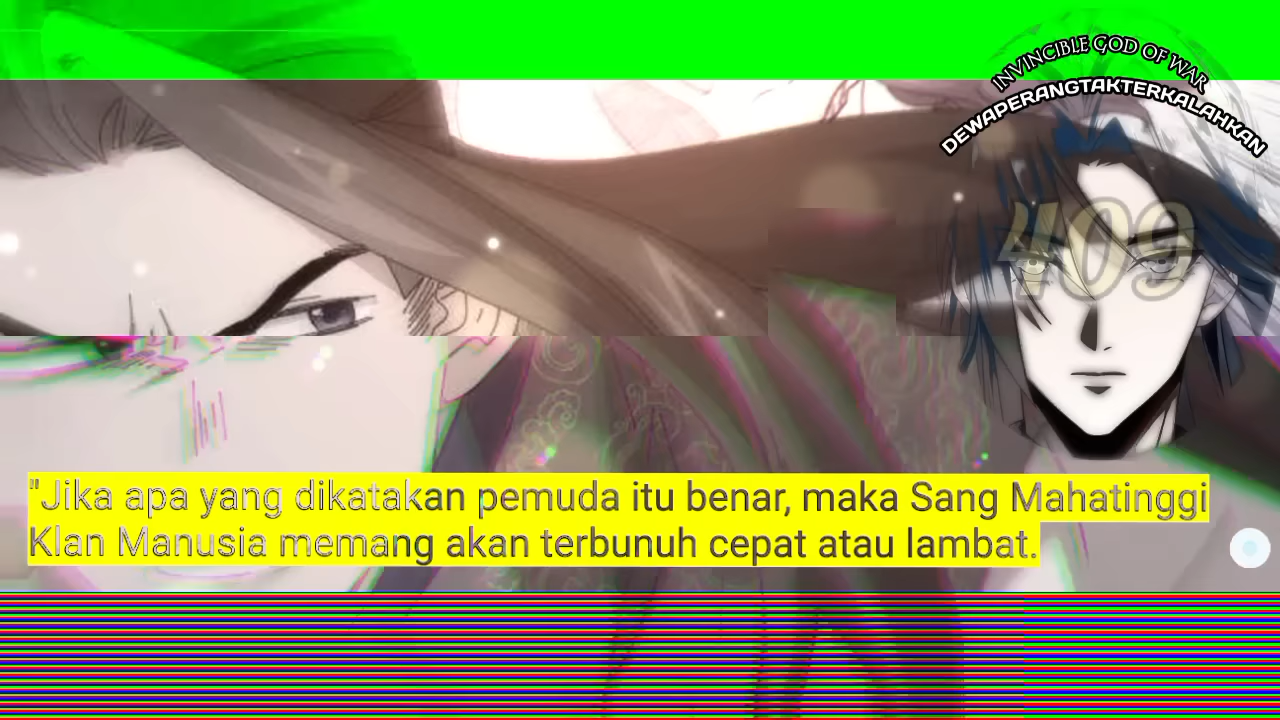 INVINCIBLE GOD OF WAR
DEWAPERANGTAKTERKALAHKAN
409
"Jika apa yang dikatakan pemuda itu benar, maka Sang Mahatinggi
Klan Manusia memang akan terbunuh cepat atau lambat.